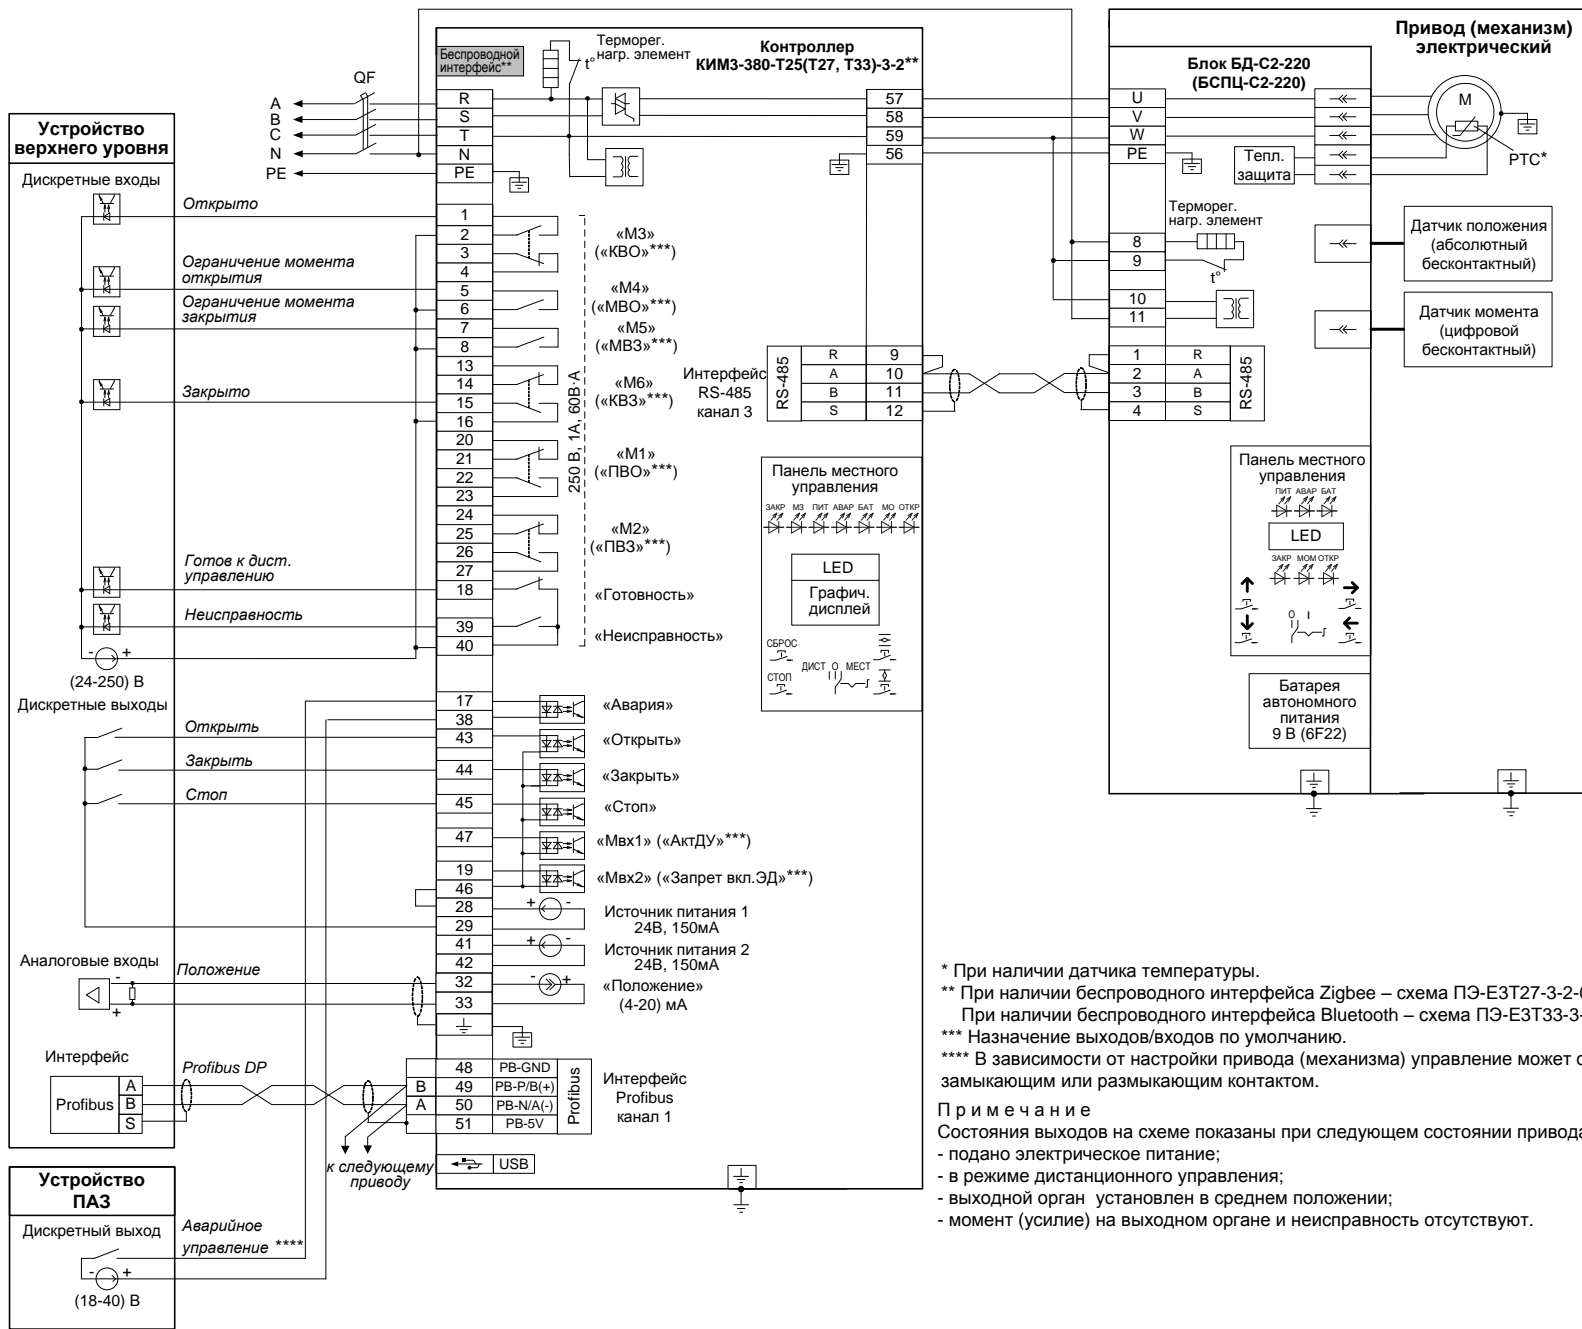 Устройство
верхнего уровня
Дискретные входы
Открыто
Ограничение момента
открытия
Ограничение момента
закрытия
Закрыто
Готов к дист.
управлению
Неисправность
- +
(24-250) В
Дискретные выходы
Открыть
Закрыть
Стоп
Аналоговые входы
Положение
-
+
Интерфейс
Profibus DP
Profibus
A
B
S
Устройство
ПАЗ
Дискретный выход
Аварийное
управление ****
- +
(18-40) В
QF
A
B
C
N
PE
Беспроводной
интерфейс**
Терморег.
нагр. элемент
t°
Контроллер
КИМ3-380-Т25(Т27, Т33)-3-2**
R
S
T
N
PE
57
58
59
56
1
2
3
4
5
6
7
8
13
14
15
16
20
21
22
23
24
25
26
27
18
39
40
«М3»
(«КВО»***)
«М4»
(«МВО»***)
«М5»
(«МВЗ»***)
«М6»
(«КВЗ»***)
«М1»
(«ПВО»***)
«М2»
(«ПВЗ»***)
«Готовность»
«Неисправность»
250 В, 1А, 60В·А
Интерфейс
RS-485
канал 3
RS-485
R 9
A 10
B 11
S 12
Панель местного
управления
ЗАКР МЗ ПИТ АВАР БАТ МО ОТКР
LED
Графич.
дисплей
СБРОС
СТОП
ДИСТ О МЕСТ
17
38
43
44
45
47
19
46
28
29
41
42
32
33
«Авария»
«Открыть»
«Закрыть»
«Стоп»
«Мвх1» («АктДУ»***)
«Мвх2» («Запрет вкл.ЭД»***)
+ -
Источник питания 1
24В, 150мА
+ -
Источник питания 2
24В, 150мА
- +
«Положение»
(4-20) мА
48 PB-GND
B 49 PB-P/B(+)
A 50 PB-N/A(-)
51 PB-5V
Profibus
Интерфейс
Profibus
канал 1
к следующему
приводу
USB
Привод (механизм)
электрический
Блок БД-С2-220
(БСПЦ-С2-220)
U
V
W
PE
M
PTC*
Тепл.
защита
Терморег.
нагр. элемент
t°
8
9
10
11
Датчик положения
(абсолютный
бесконтактный)
Датчик момента
(цифровой
бесконтактный)
1 R
2 A
3 B
4 S
RS-485
Панель местного
управления
ПИТ АВАР БАТ
LED
ЗАКР МОМ ОТКР
О I
Батарея
автономного
питания
9 В (6F22)
* При наличии датчика температуры.
** При наличии беспроводного интерфейса Zigbee – схема ПЭ-Е3Т27-3-2-
При наличии беспроводного интерфейса Bluetooth – схема ПЭ-Е3Т33-3-
*** Назначение выходов/входов по умолчанию.
**** В зависимости от настройки привода (механизма) управление может о
замыкающим или размыкающим контактом.
П р и м е ч а н и е
Состояния выходов на схеме показаны при следующем состоянии привода
- подано электрическое питание;
- в режиме дистанционного управления;
- выходной орган установлен в среднем положении;
- момент (усилие) на выходном органе и неисправность отсутствуют.